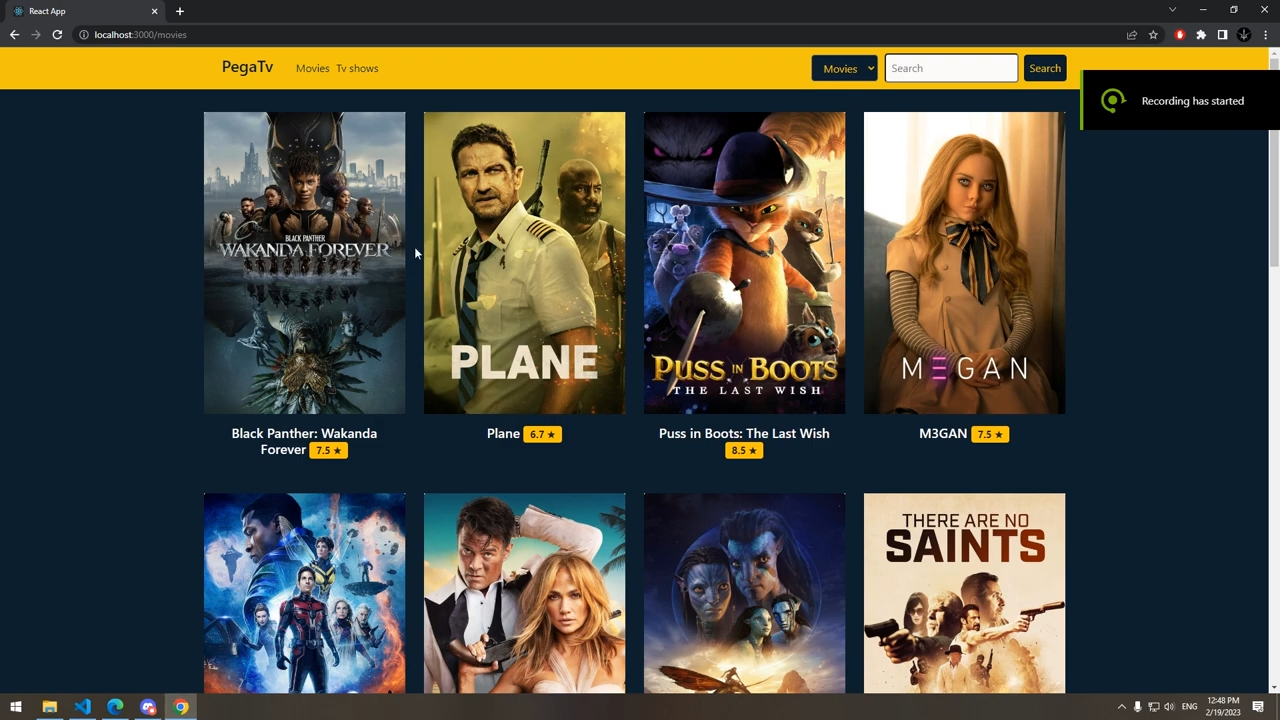 React App
localhost:3000/movies
PegaTv Movies Tv shows Movies Search Search
Recording has started
BLACK PANTHER
WAKANDA FOREVER
PLANE
PUSS IN BOOTS
THE LAST WISH
M3GAN
Black Panther: Wakanda
Forever 7.5 ★
Plane 6.7 ★
Puss in Boots: The Last Wish
8.5 ★
M3GAN 7.5 ★
THERE ARE NO
SAINTS
ENG
12:48 PM
2/19/2023